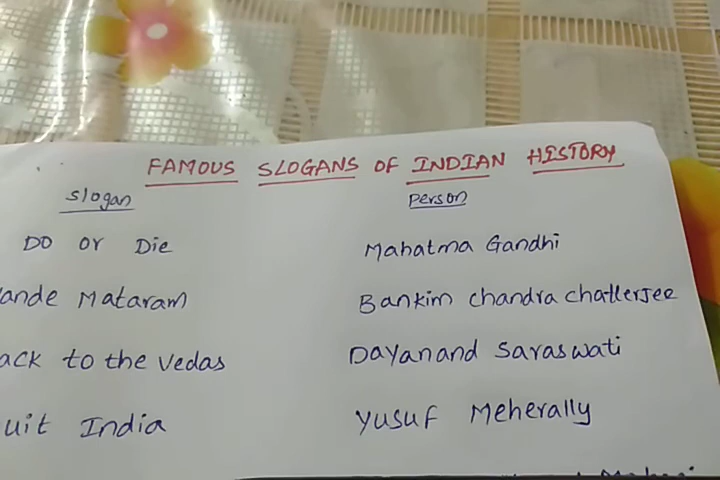 FAMOUS SLOGANS OF INDIAN HISTORY
Slogan Person
DO or Die Mahatma Gandhi
ande Mataram Bankim chandra chatterjee
ack to the vedas Dayanand Saraswati
uit India Yusuf Meherally